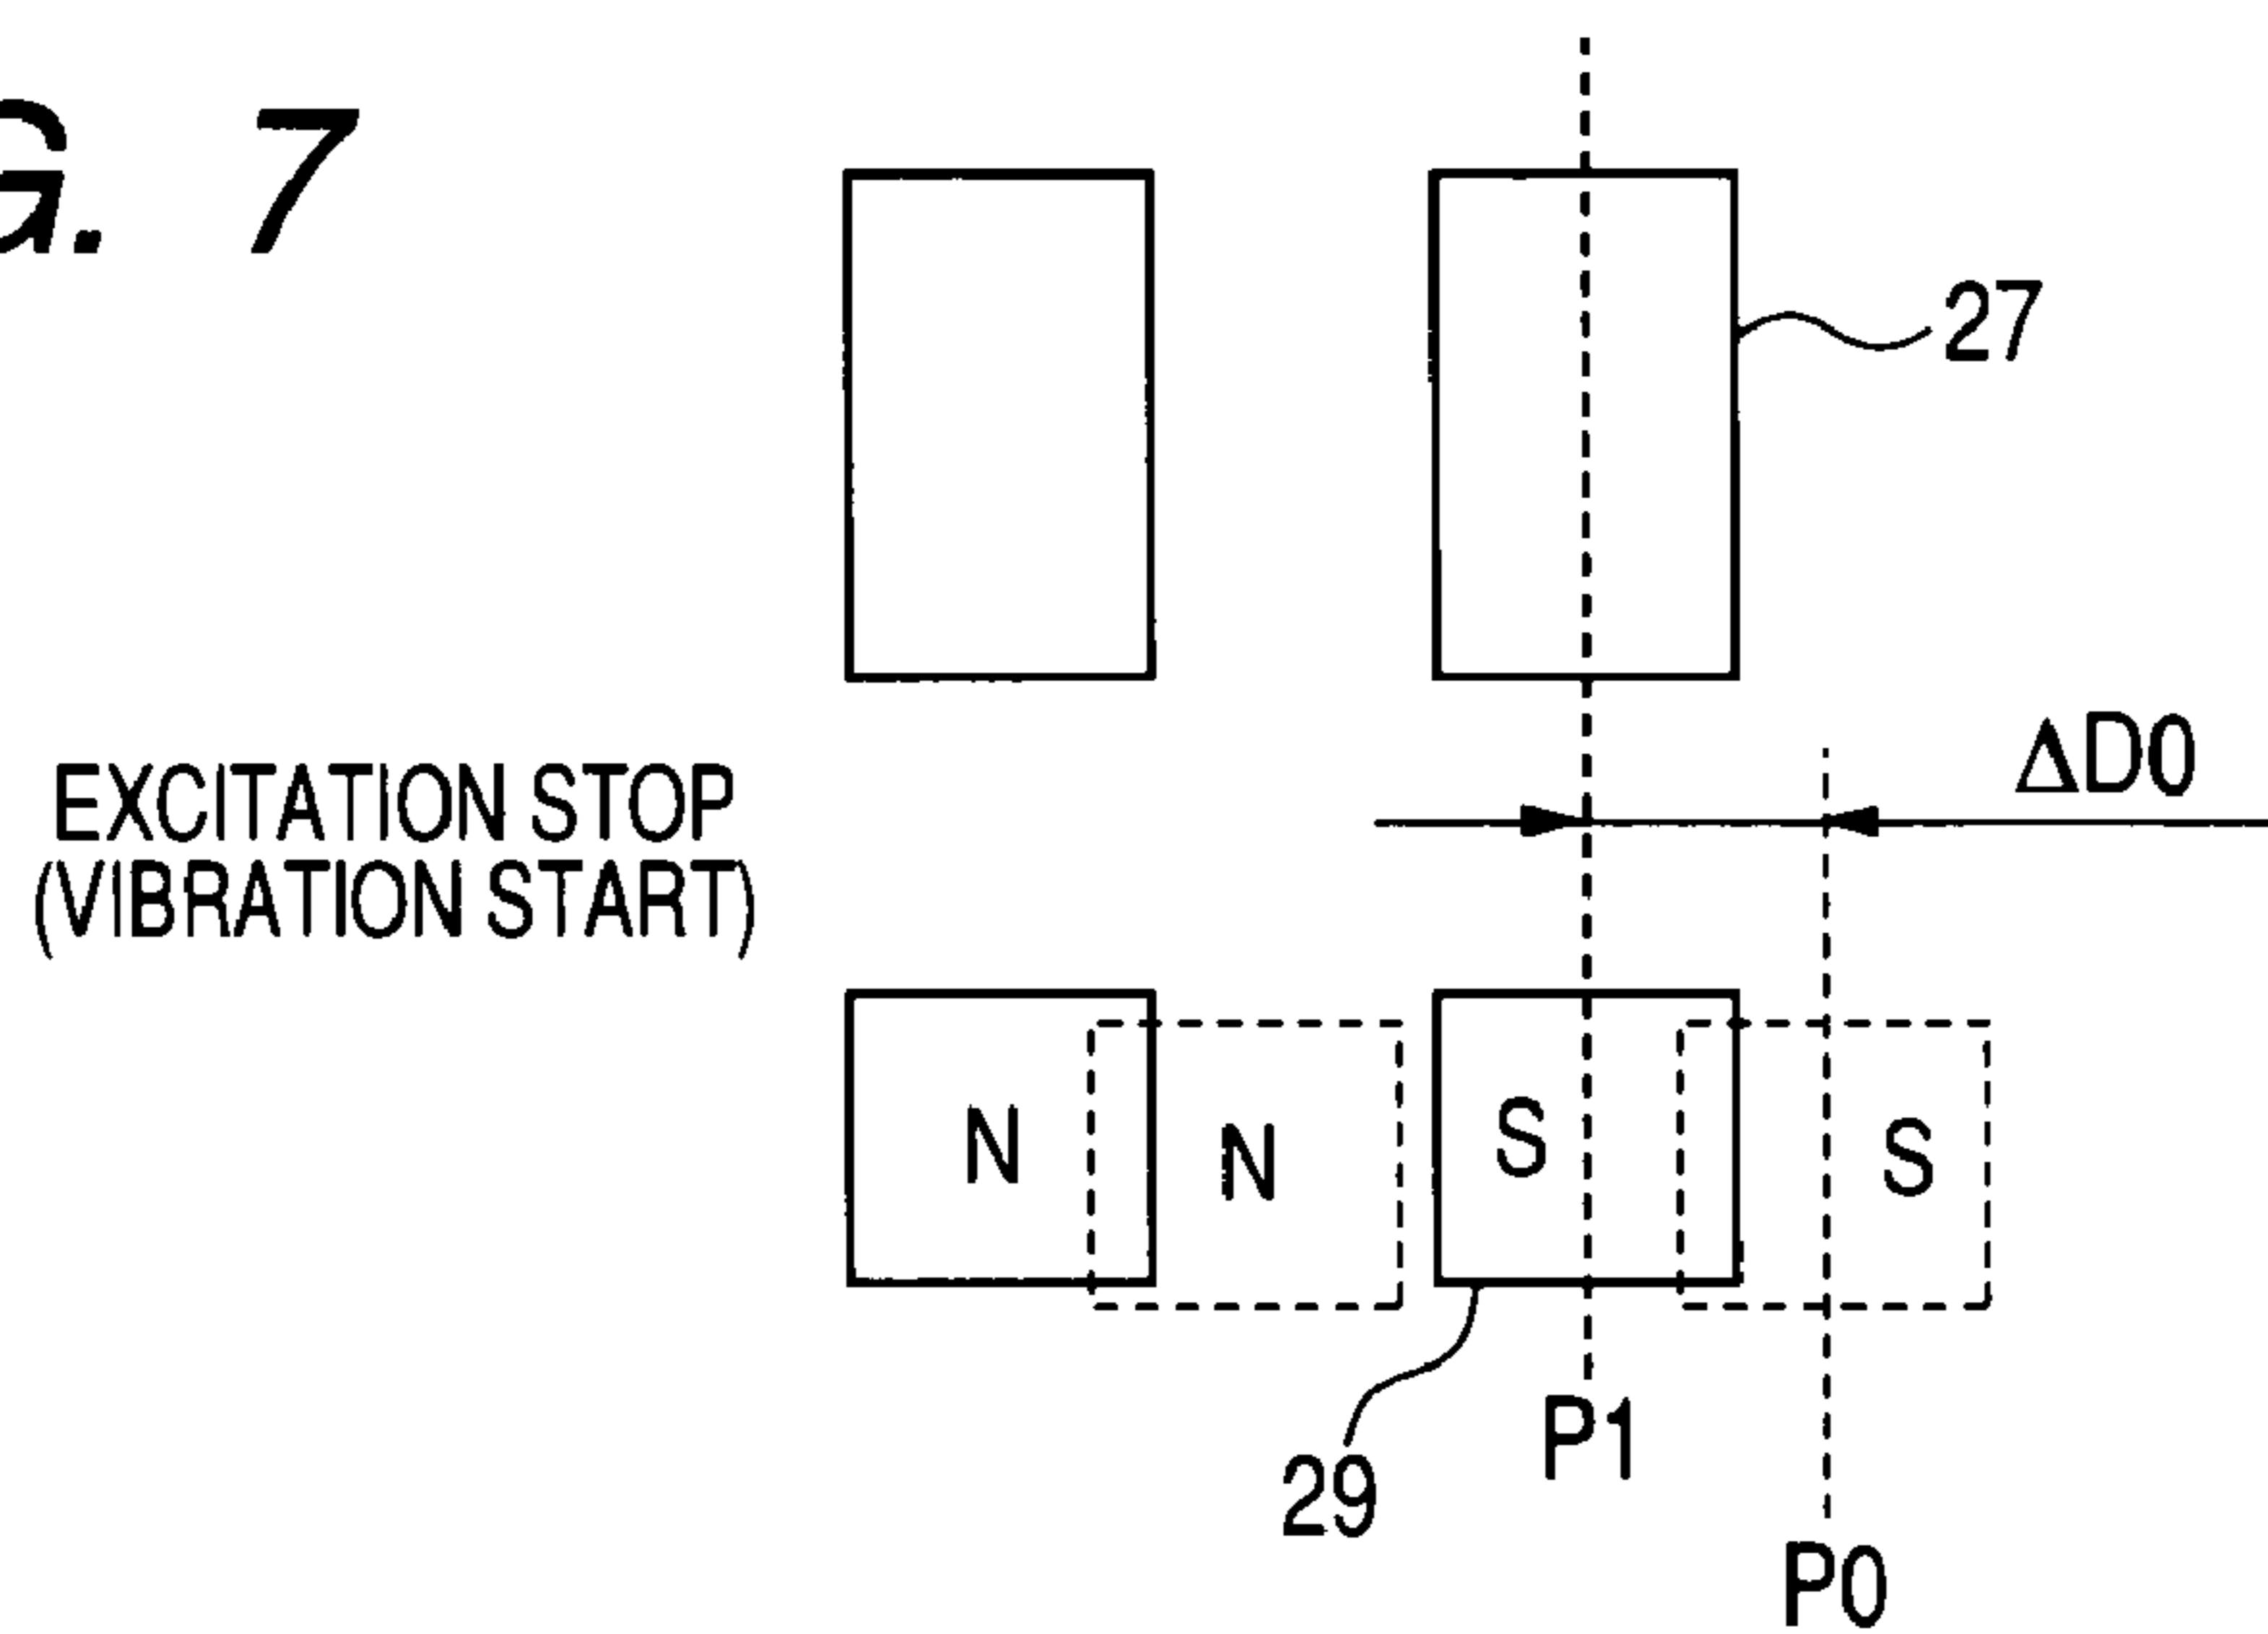 G. 7
27
ΔD0
EXCITATION STOP
(VIBRATION START)
N
N
S
S
29
P1
P0